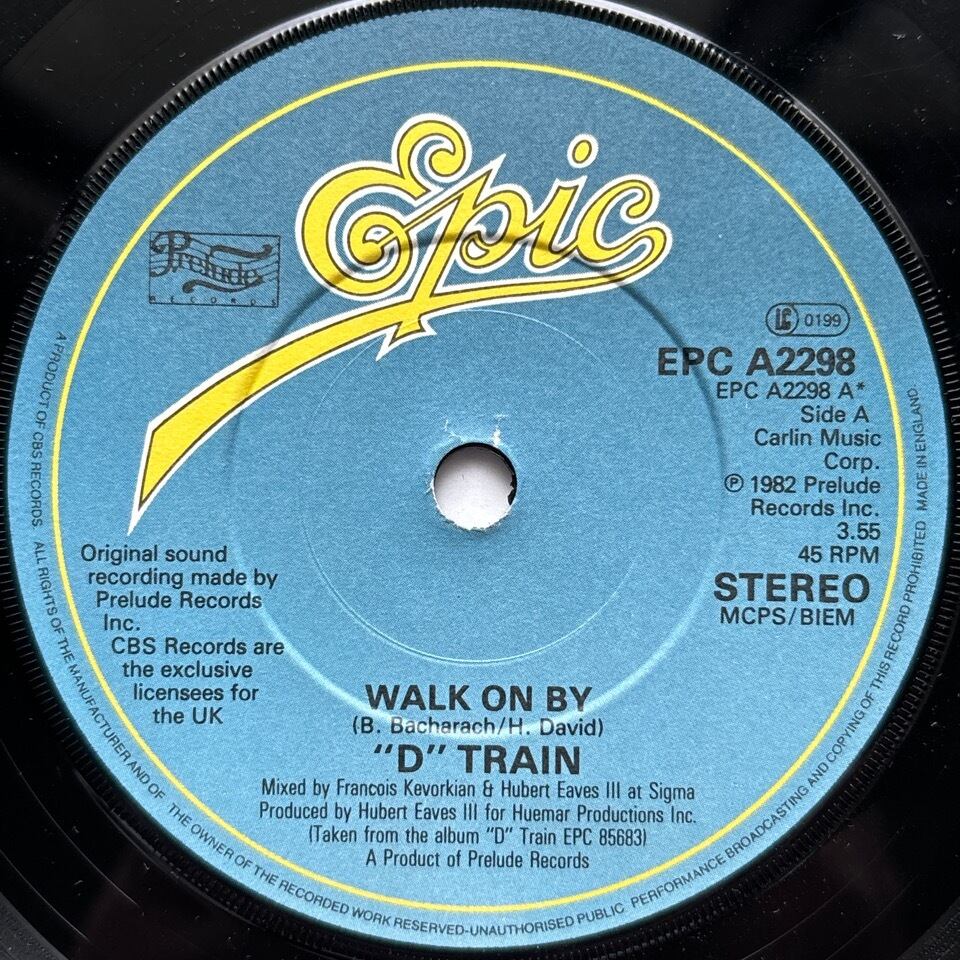 Epic
Prelude
RECORDS
LC 0199
EPC A2298
EPC A2298 A*
Side A
Carlin Music
Corp.
℗ 1982 Prelude
Records Inc.
3.55
45 RPM
STEREO
MCPS/BIEM
Original sound
recording made by
Prelude Records
Inc.
CBS Records are
the exclusive
licensees for
the UK
WALK ON BY
(B. Bacharach/H. David)
"D" TRAIN
Mixed by Francois Kevorkian & Hubert Eaves III at Sigma
Produced by Hubert Eaves III for Huemar Productions Inc.
(Taken from the album "D" Train EPC 85683)
A Product of Prelude Records
A PRODUCT OF CBS RECORDS. ALL RIGHTS OF THE MANUFACTURER AND OF THE OWNER OF THE RECORDED WORK RESERVED-UNAUTHORISED PUBLIC PERFORMANCE BROADCASTING AND COPYING OF THIS RECORD PROHIBITED MADE IN ENGLAND